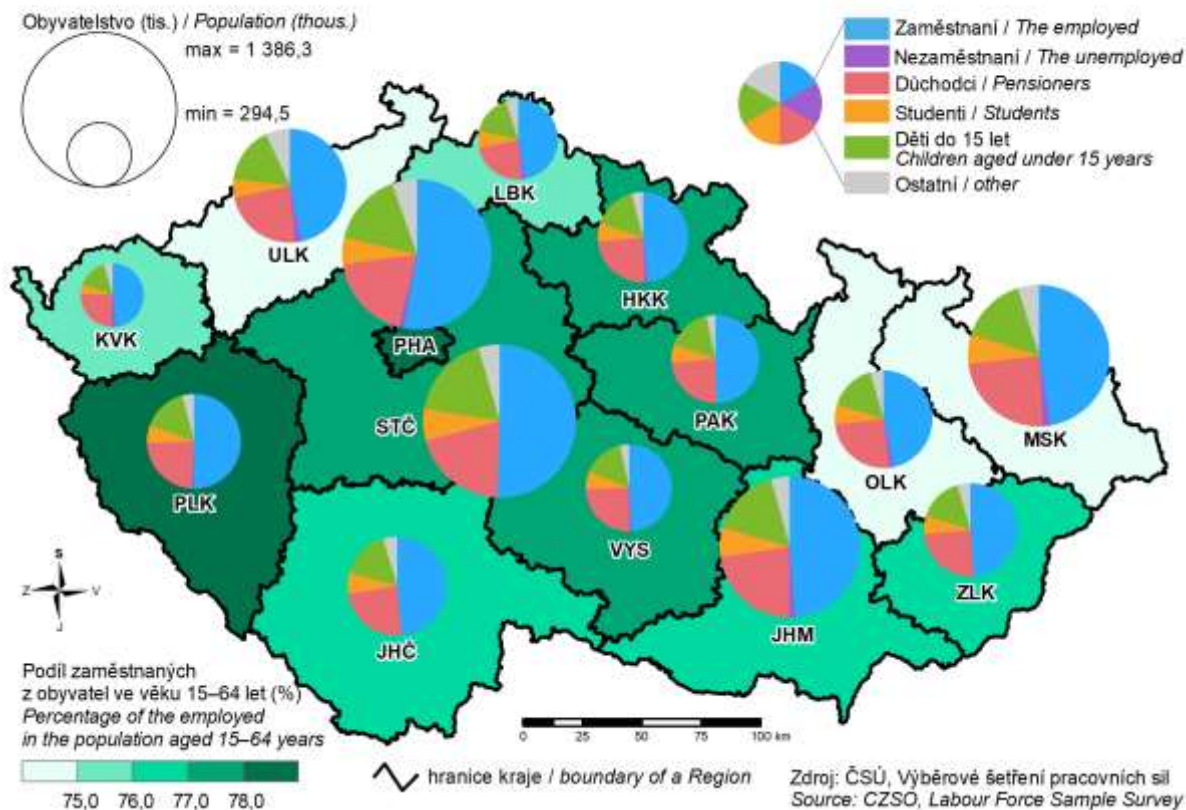 Obyvatelstvo (tis.) / Population (thous.)
max = 1 386,3
min = 294,5
Zaměstnaní / The employed
Nezaměstnaní / The unemployed
Důchodci / Pensioners
Studenti / Students
Děti do 15 let
Children aged under 15 years
Ostatní / other
LBK
ULK
HKK
KVK
PHA
STČ
PAK
MSK
OLK
PLK
VYS
ZLK
JHM
JHČ
S
Z
V
J
Podíl zaměstnaných
z obyvatel ve věku 15–64 let (%)
Percentage of the employed
in the population aged 15–64 years
75,0 76,0 77,0 78,0
0 25 50 75 100 km
hranice kraje / boundary of a Region
Zdroj: ČSÚ, Výběrové šetření pracovních sil
Source: CZSO, Labour Force Sample Survey